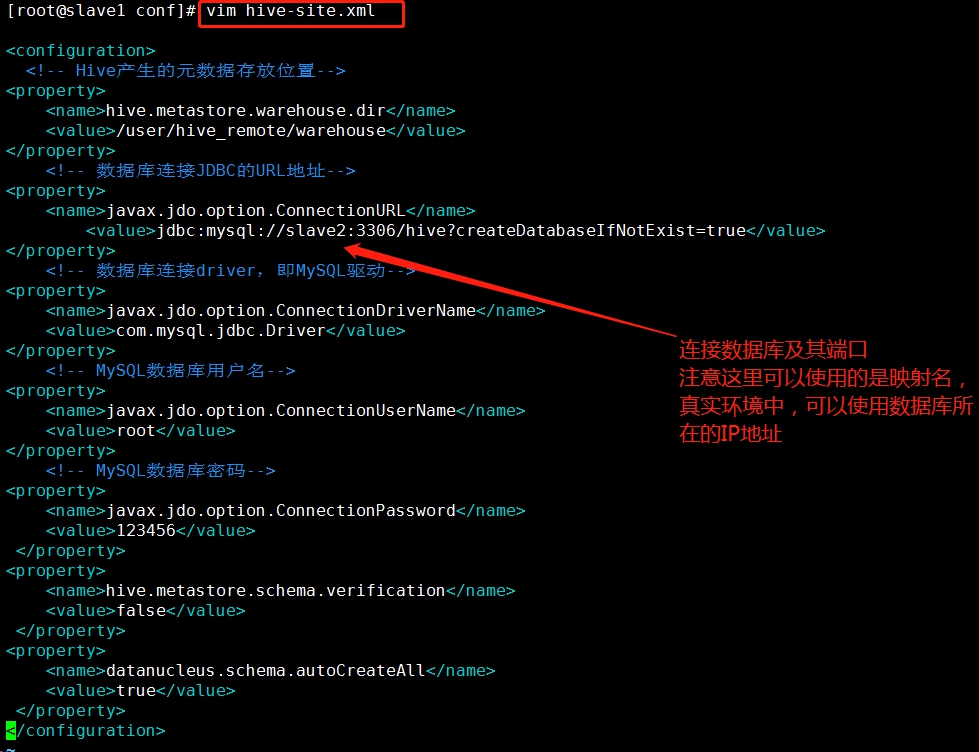 [root@slave1 conf]# vim hive-site.xml
<configuration>
<!-- Hive产生的元数据存放位置-->
<property>
<name>hive.metastore.warehouse.dir</name>
<value>/user/hive_remote/warehouse</value>
</property>
<!-- 数据库连接JDBC的URL地址-->
<property>
<name>javax.jdo.option.ConnectionURL</name>
<value>jdbc:mysql://slave2:3306/hive?createDatabaseIfNotExist=true</value>
</property>
<!-- 数据库连接driver，即MySQL驱动-->
<property>
<name>javax.jdo.option.ConnectionDriverName</name>
<value>com.mysql.jdbc.Driver</value>
</property>
<!-- MySQL数据库用户名-->
<property>
<name>javax.jdo.option.ConnectionUserName</name>
<value>root</value>
</property>
<!-- MySQL数据库密码-->
<property>
<name>javax.jdo.option.ConnectionPassword</name>
<value>123456</value>
</property>
<property>
<name>hive.metastore.schema.verification</name>
<value>false</value>
</property>
<property>
<name>datanucleus.schema.autoCreateAll</name>
<value>true</value>
</property>
</configuration>
~
连接数据库及其端口
注意这里可以使用的是映射名，
真实环境中，可以使用数据库所
在的IP地址